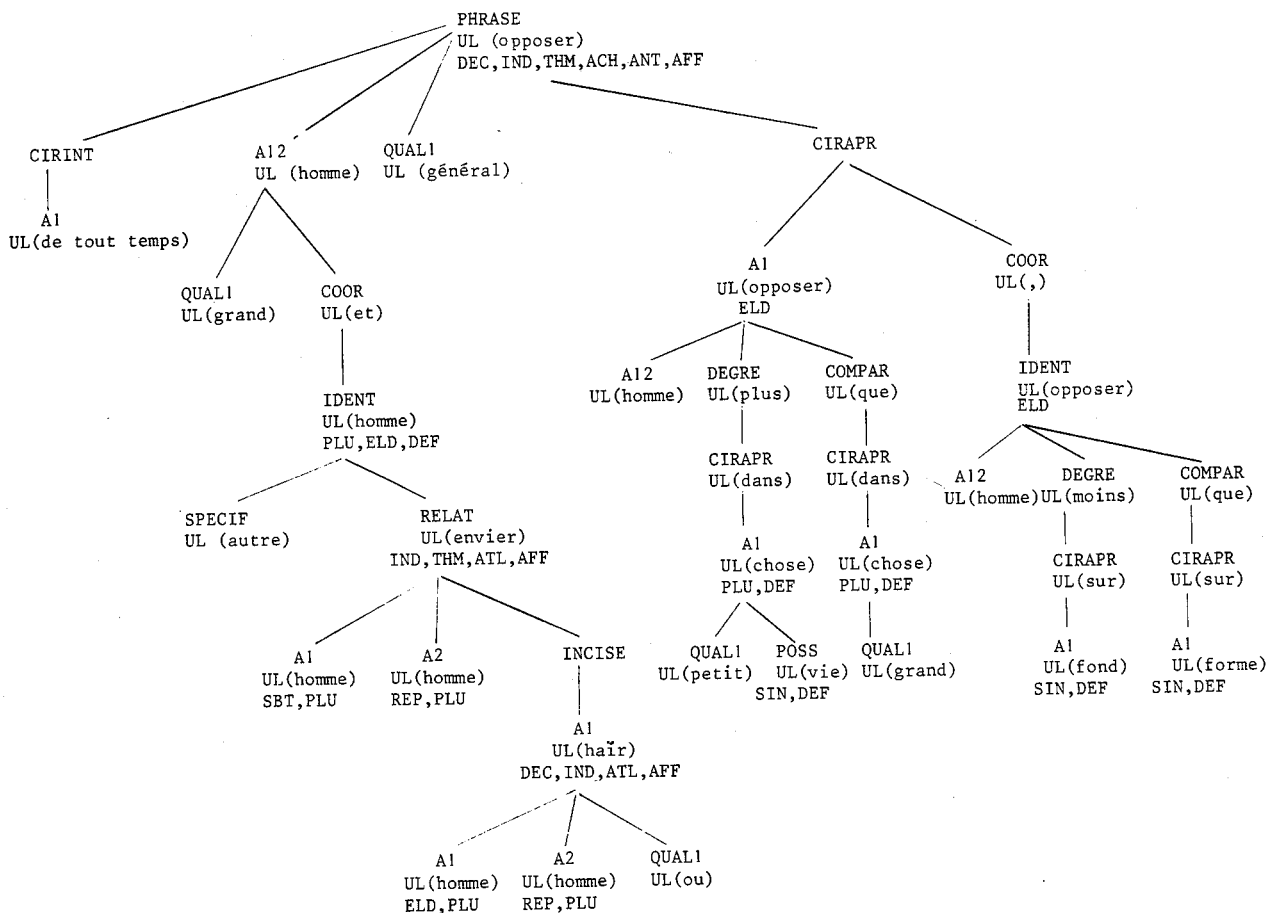 PHRASE
UL (opposer)
DEC,IND,THM,ACH,ANT,AFF
CIRINT
A12
UL (homme)
QUAL1
UL (général)
CIRAPR
A1
UL(de tout temps)
QUAL1
UL(grand)
COOR
UL(et)
A1
UL(opposer)
ELD
COOR
UL(,)
IDENT
UL(homme)
PLU,ELD,DEF
A12
UL(homme)
DEGRE
UL(plus)
COMPAR
UL(que)
IDENT
UL(opposer)
ELD
SPECIF
UL (autre)
RELAT
UL(envier)
IND,THM,ATL,AFF
CIRAPR
UL(dans)
CIRAPR
UL(dans)
A12
UL(homme)
DEGRE
UL(moins)
COMPAR
UL(que)
A1
UL(chose)
PLU,DEF
A1
UL(chose)
PLU,DEF
CIRAPR
UL(sur)
CIRAPR
UL(sur)
A1
UL(homme)
SBT,PLU
A2
UL(homme)
REP,PLU
INCISE
QUAL1
UL(petit)
POSS
UL(vie)
SIN,DEF
QUAL1
UL(grand)
A1
UL(fond)
SIN,DEF
A1
UL(forme)
SIN,DEF
A1
UL(haïr)
DEC,IND,ATL,AFF
A1
UL(homme)
ELD,PLU
A2
UL(homme)
REP,PLU
QUAL1
UL(ou)